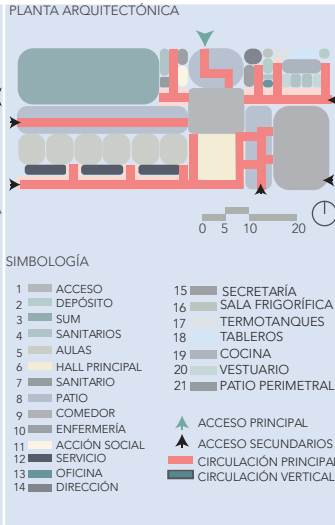 PLANTA ARQUITECTÓNICA
0 5 10 20
SIMBOLOGÍA
1 ACCESO
2 DEPÓSITO
3 SUM
4 SANITARIOS
5 AULAS
6 HALL PRINCIPAL
7 SANITARIO
8 PATIO
9 COMEDOR
10 ENFERMERÍA
11 ACCIÓN SOCIAL
12 SERVICIO
13 OFICINA
14 DIRECCIÓN
15 SECRETARÍA
16 SALA FRIGORÍFICA
17 TERMOTANQUES
18 TABLEROS
19 COCINA
20 VESTUARIO
21 PATIO PERIMETRAL
ACCESO PRINCIPAL
ACCESO SECUNDARIOS
CIRCULACIÓN PRINCIPAL
CIRCULACIÓN VERTICAL